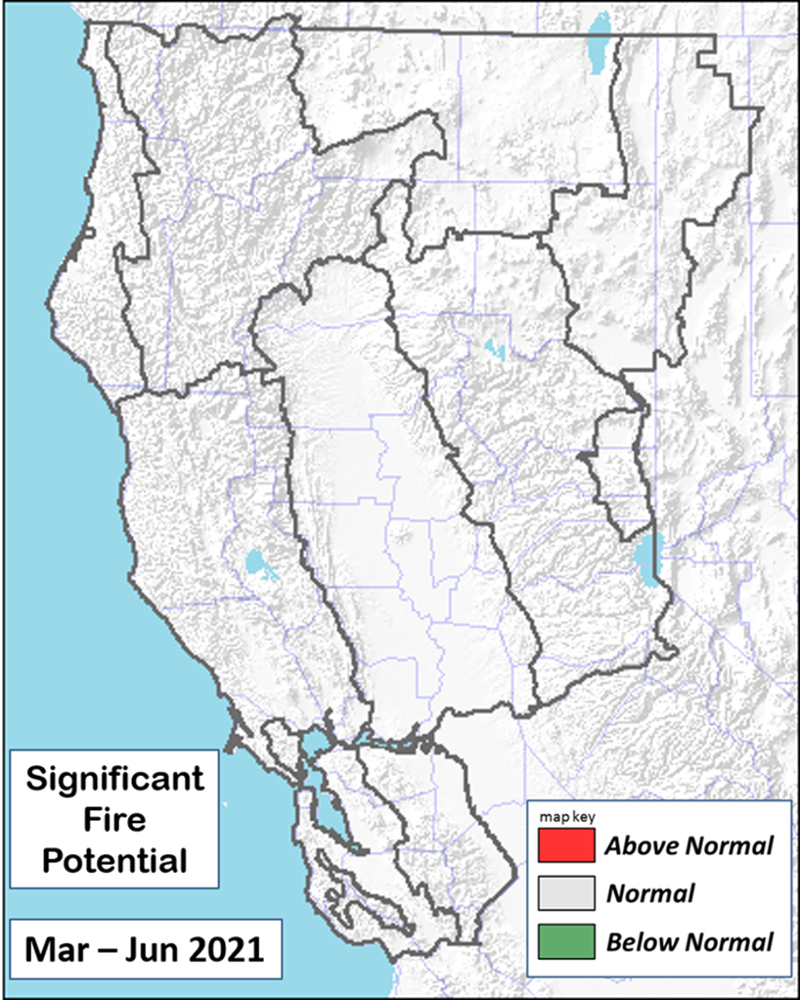 Significant
Fire
Potential
Mar – Jun 2021
map key
Above Normal
Normal
Below Normal